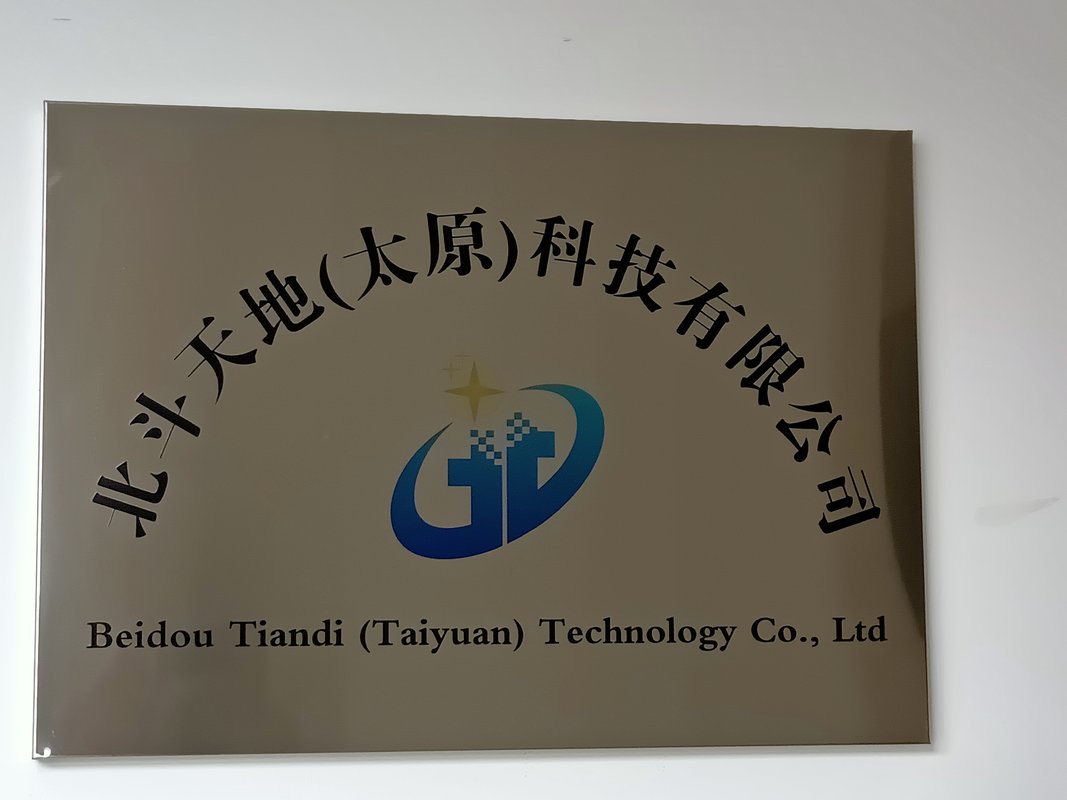 北斗天地(太原)科技有限公司
Beidou Tiandi (Taiyuan) Technology Co., Ltd